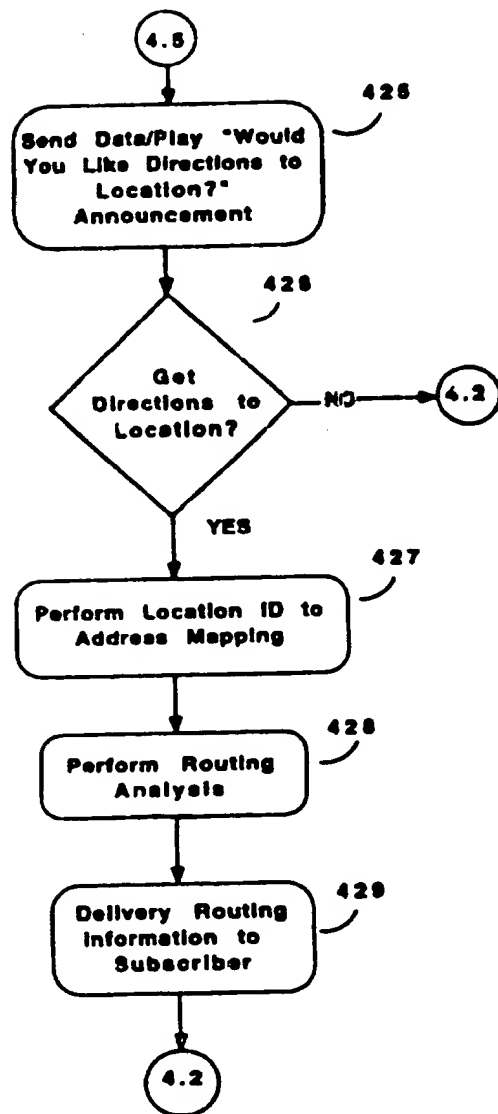 4.5
425
Send Data/Play "Would
You Like Directions to
Location?"
Announcement
426
Get
Directions to
Location?
NO
4.2
YES
427
Perform Location ID to
Address Mapping
428
Perform Routing
Analysis
429
Delivery Routing
Information to
Subscriber
4.2